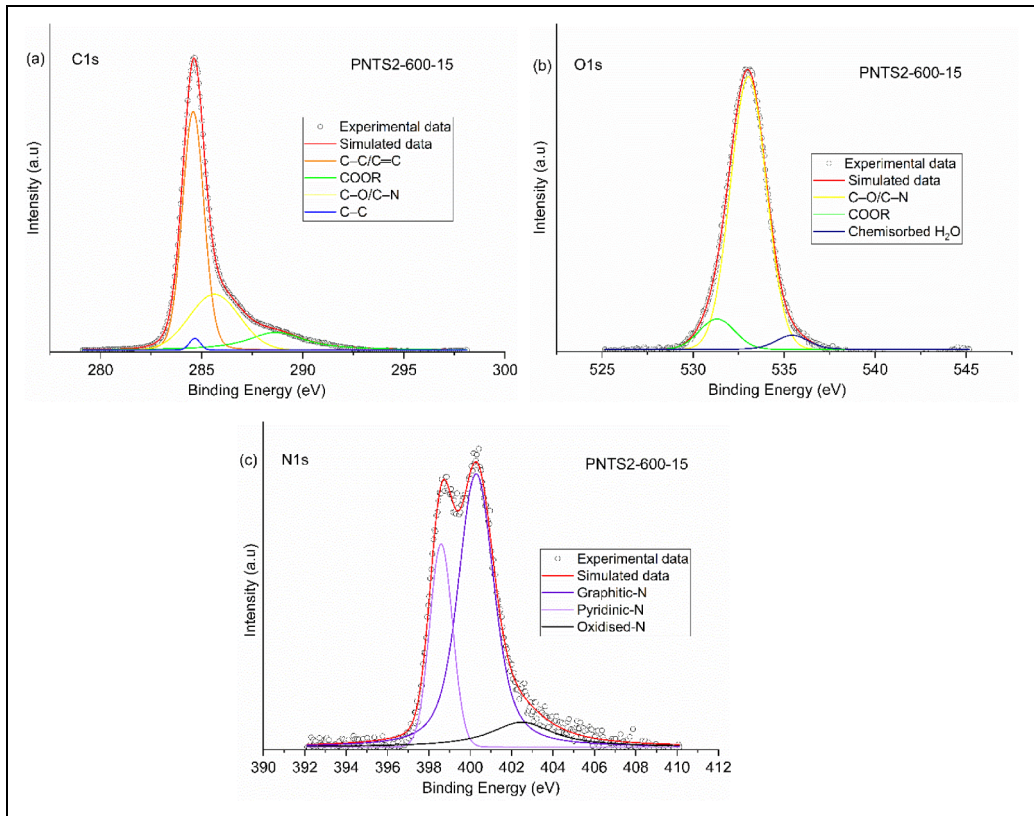 (a)
C1s
PNTS2-600-15
Experimental data
Simulated data
C–C/C=C
COOR
C–O/C–N
C–C
Intensity (a.u)
280 285 290 295 300
Binding Energy (eV)
(b)
O1s
PNTS2-600-15
Experimental data
Simulated data
C–O/C–N
COOR
Chemisorbed H₂O
Intensity (a.u)
525 530 535 540 545
Binding Energy (eV)
(c)
N1s
PNTS2-600-15
Experimental data
Simulated data
Graphitic-N
Pyridinic-N
Oxidised-N
Intensity (a.u)
390 392 394 396 398 400 402 404 406 408 410 412
Binding Energy (eV)